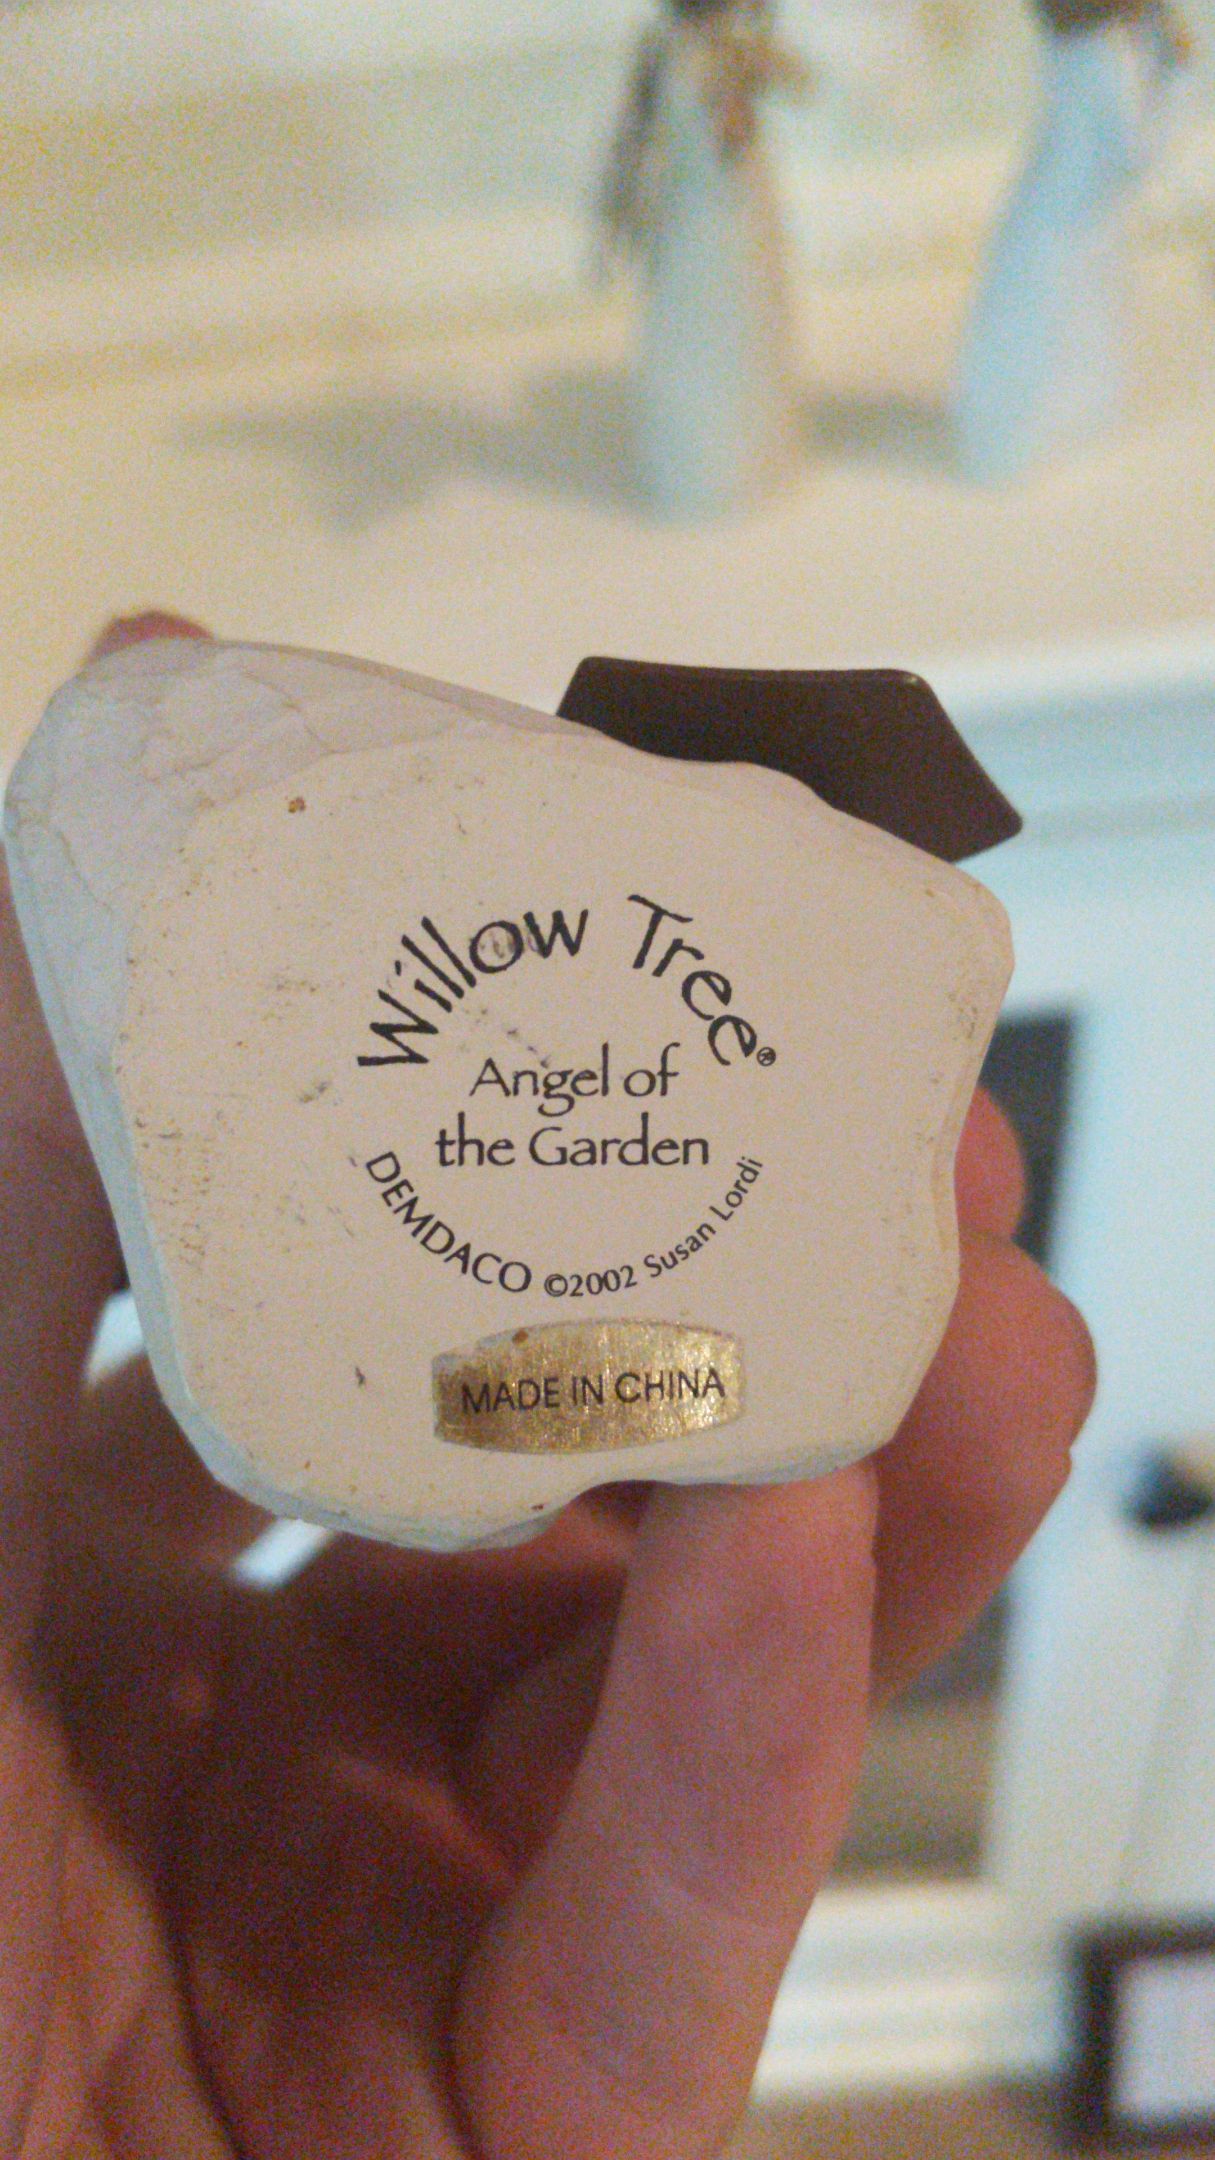 Willow Tree®
Angel of
the Garden
DEMDACO ©2002 Susan Lordi
MADE IN CHINA